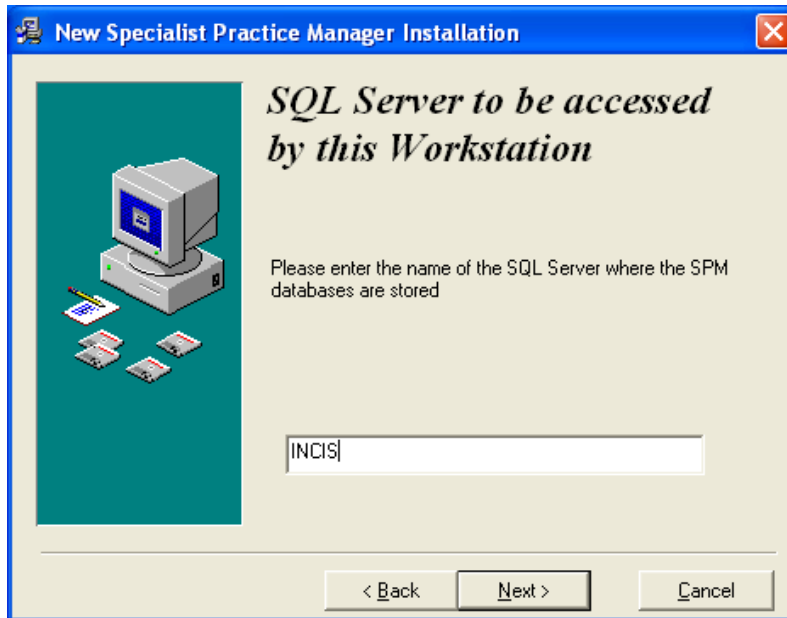 New Specialist Practice Manager Installation
SQL Server to be accessed
by this Workstation
Please enter the name of the SQL Server where the SPM
databases are stored
INCIS
< Back
Next >
Cancel